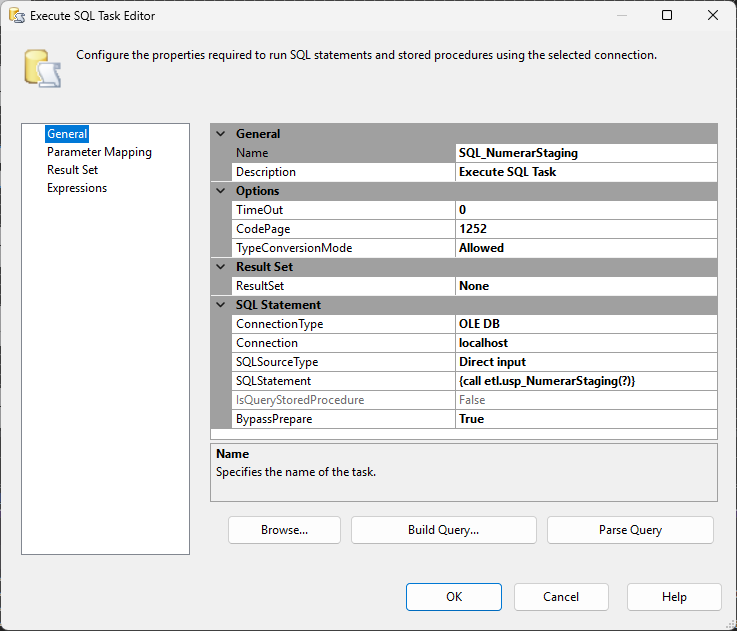 Execute SQL Task Editor
Configure the properties required to run SQL statements and stored procedures using the selected connection.
General
Parameter Mapping
Result Set
Expressions
General
Name SQL_NumerarStaging
Description Execute SQL Task
Options
TimeOut 0
CodePage 1252
TypeConversionMode Allowed
Result Set
ResultSet None
SQL Statement
ConnectionType OLE DB
Connection localhost
SQLSourceType Direct input
SQLStatement {call etl.usp_NumerarStaging(?)}
IsQueryStoredProcedure False
BypassPrepare True
Name
Specifies the name of the task.
Browse... Build Query... Parse Query
OK Cancel Help